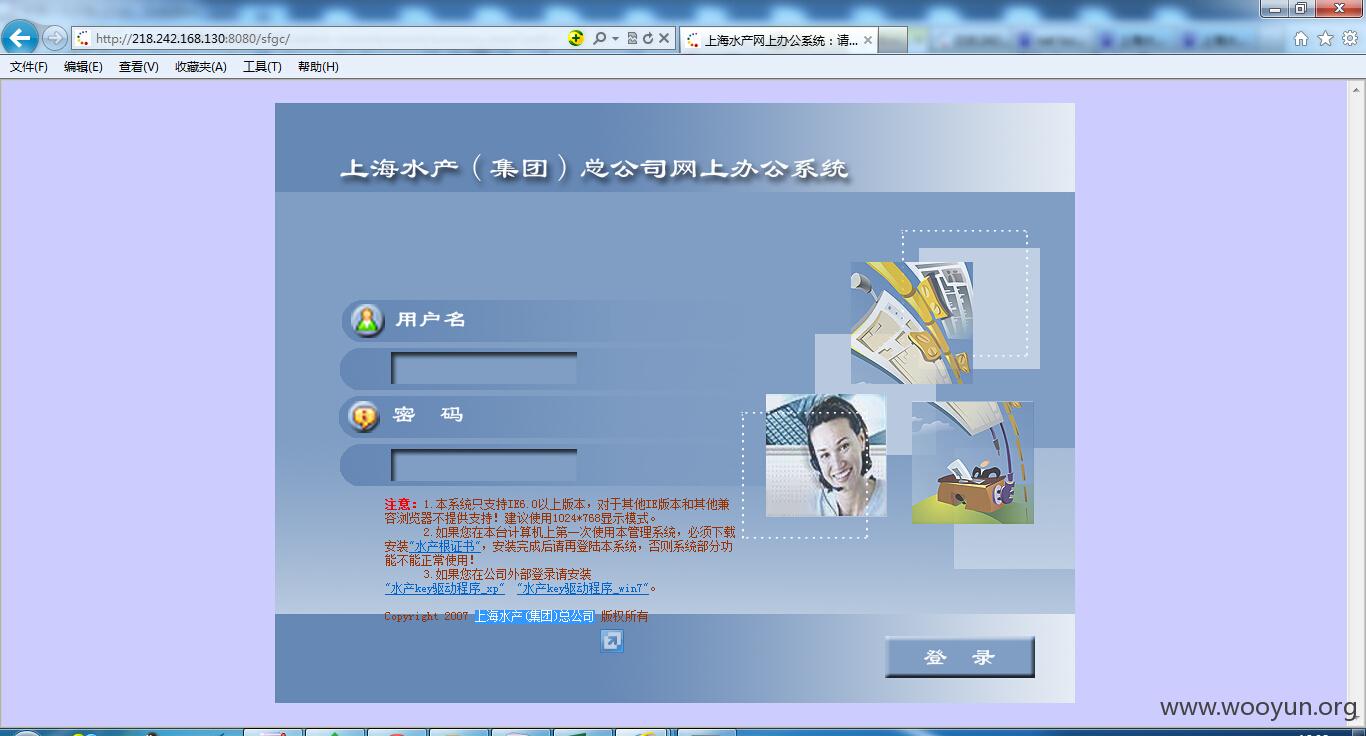 http://218.242.168.130:8080/sfgc/
上海水产网上办公系统：请...
文件(F) 编辑(E) 查看(V) 收藏夹(A) 工具(T) 帮助(H)
上海水产（集团）总公司网上办公系统
用户名
密 码
注意：1.本系统只支持IE6.0以上版本，对于其他IE版本和其他兼
容浏览器不提供支持！建议使用1024*768显示模式。
2.如果您在本台计算机上第一次使用本管理系统，必须下载
安装"水产根证书"，安装完成后请再登陆本系统，否则系统部分功
能不能正常使用！
3.如果您在公司外部登录请安装
"水产key驱动程序_xp" "水产key驱动程序_win7"。
Copyright 2007 上海水产(集团)总公司 版权所有
登 录
www.wooyun.org